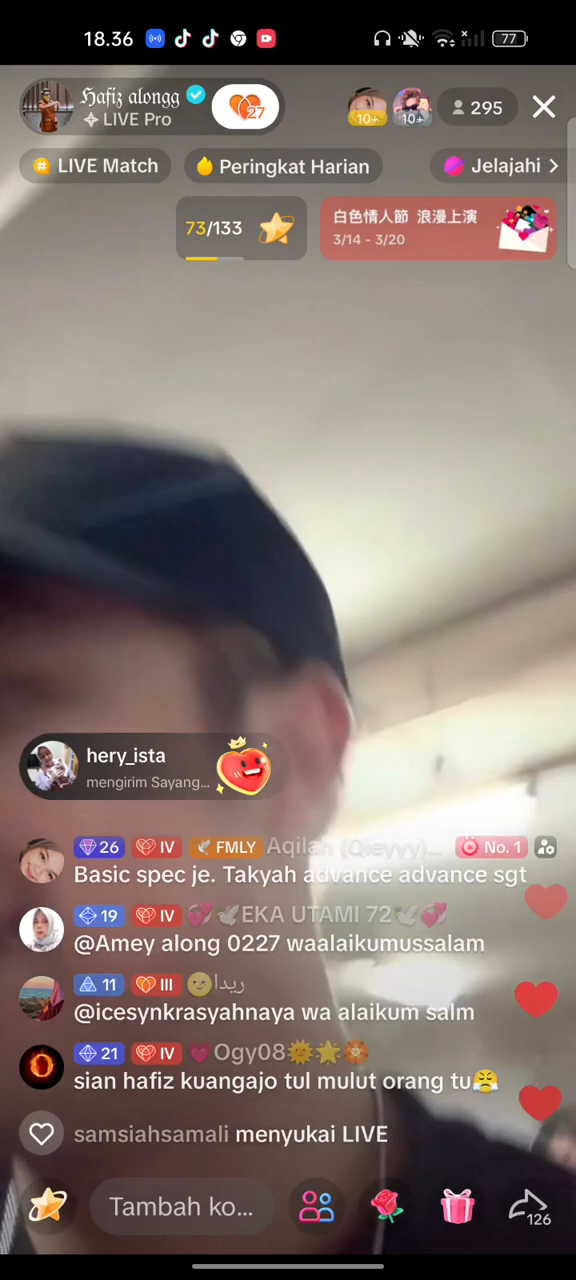 18.36
77
ℌafiz alongg
LIVE Pro
27
10+
10+
295
LIVE Match
Peringkat Harian
Jelajahi
73/133
白色情人節 浪漫上演
3/14 - 3/20
hery_ista
mengirim Sayang...
26 IV FMLY Aqilah (Qieyyy)... No. 1
Basic spec je. Takyah advance advance sgt
19 IV 💞🕊EKA UTAMI 72🕊💞
@Amey along 0227 waalaikumussalam
11 III 🌝ريدا
@icesynkrasyahnaya wa alaikum salm
21 IV 💗Ogy08🌞🌟🏵
sian hafiz kuangajo tul mulut orang tu😤
samsiahsamali menyukai LIVE
Tambah ko...
126